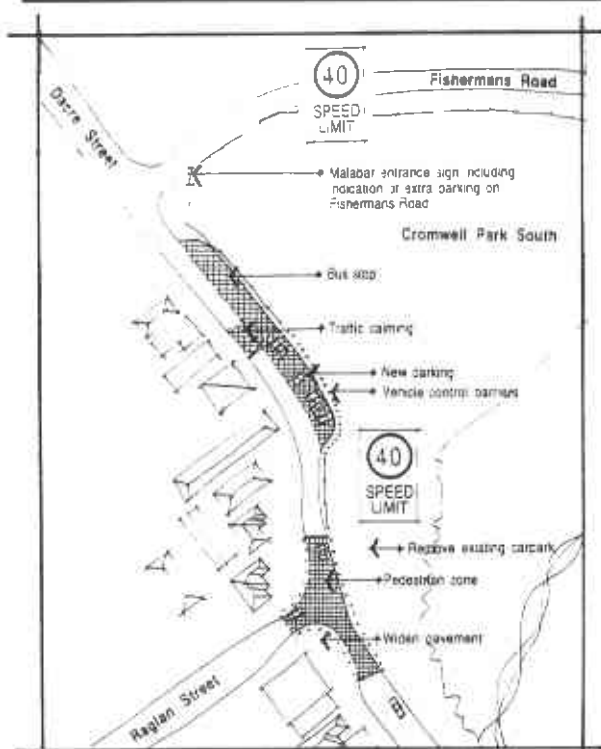 40
SPEED
LIMIT
Fishermans Road
Dacre Street
Malabar entrance sign including
indication of extra parking on
Fishermans Road
Cromwell Park South
Bus stop
Traffic calming
New parking
Vehicle control barriers
40
SPEED
LIMIT
Remove existing carpark
Pedestrian zone
Widen pavement
Raglan Street